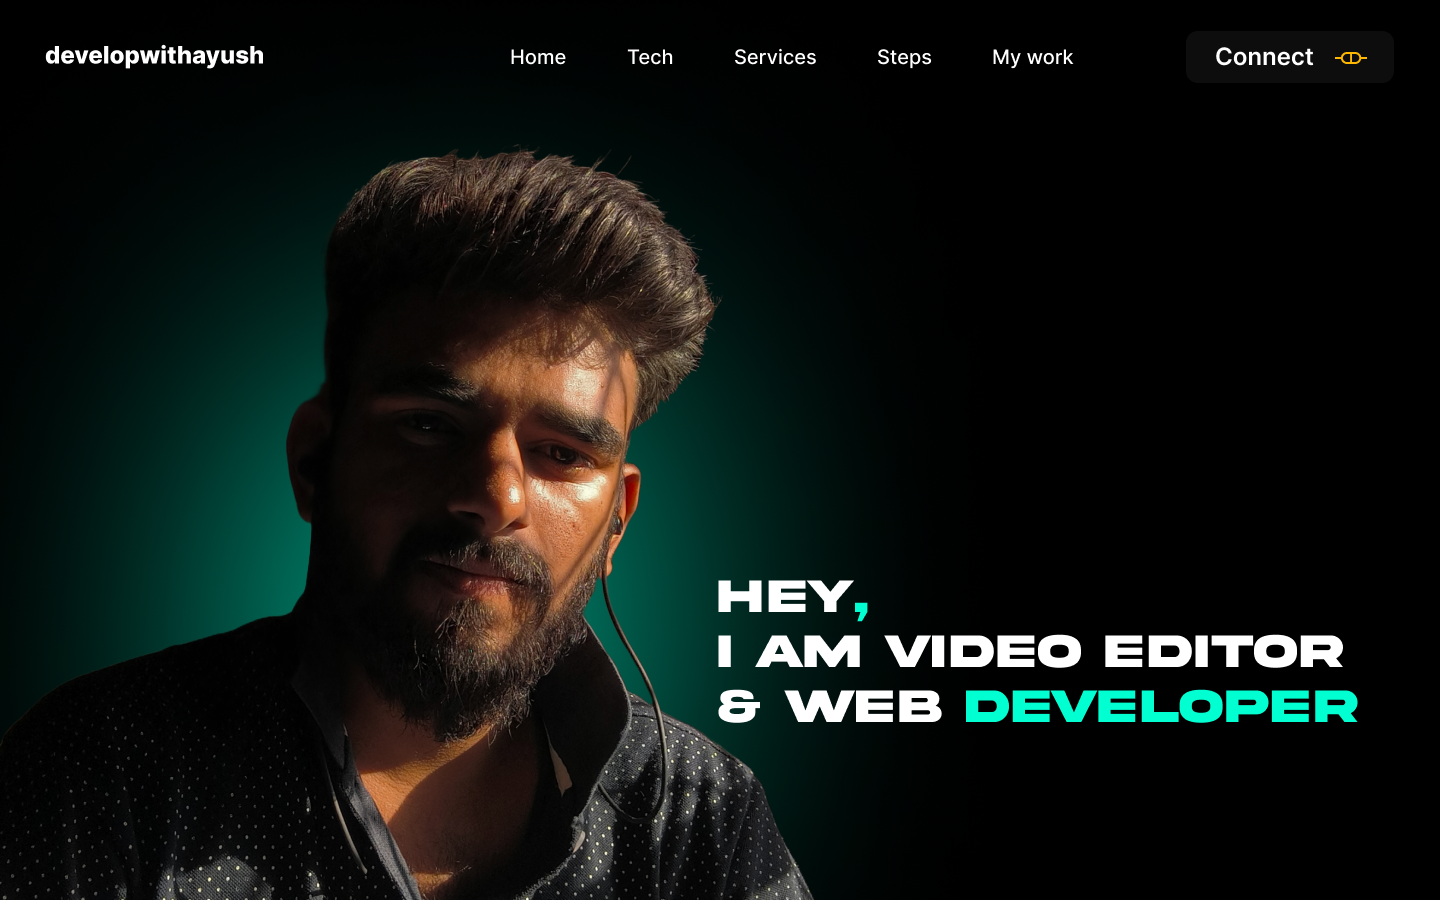 developwithayush
Home
Tech
Services
Steps
My work
Connect
HEY,
I AM VIDEO EDITOR
& WEB DEVELOPER